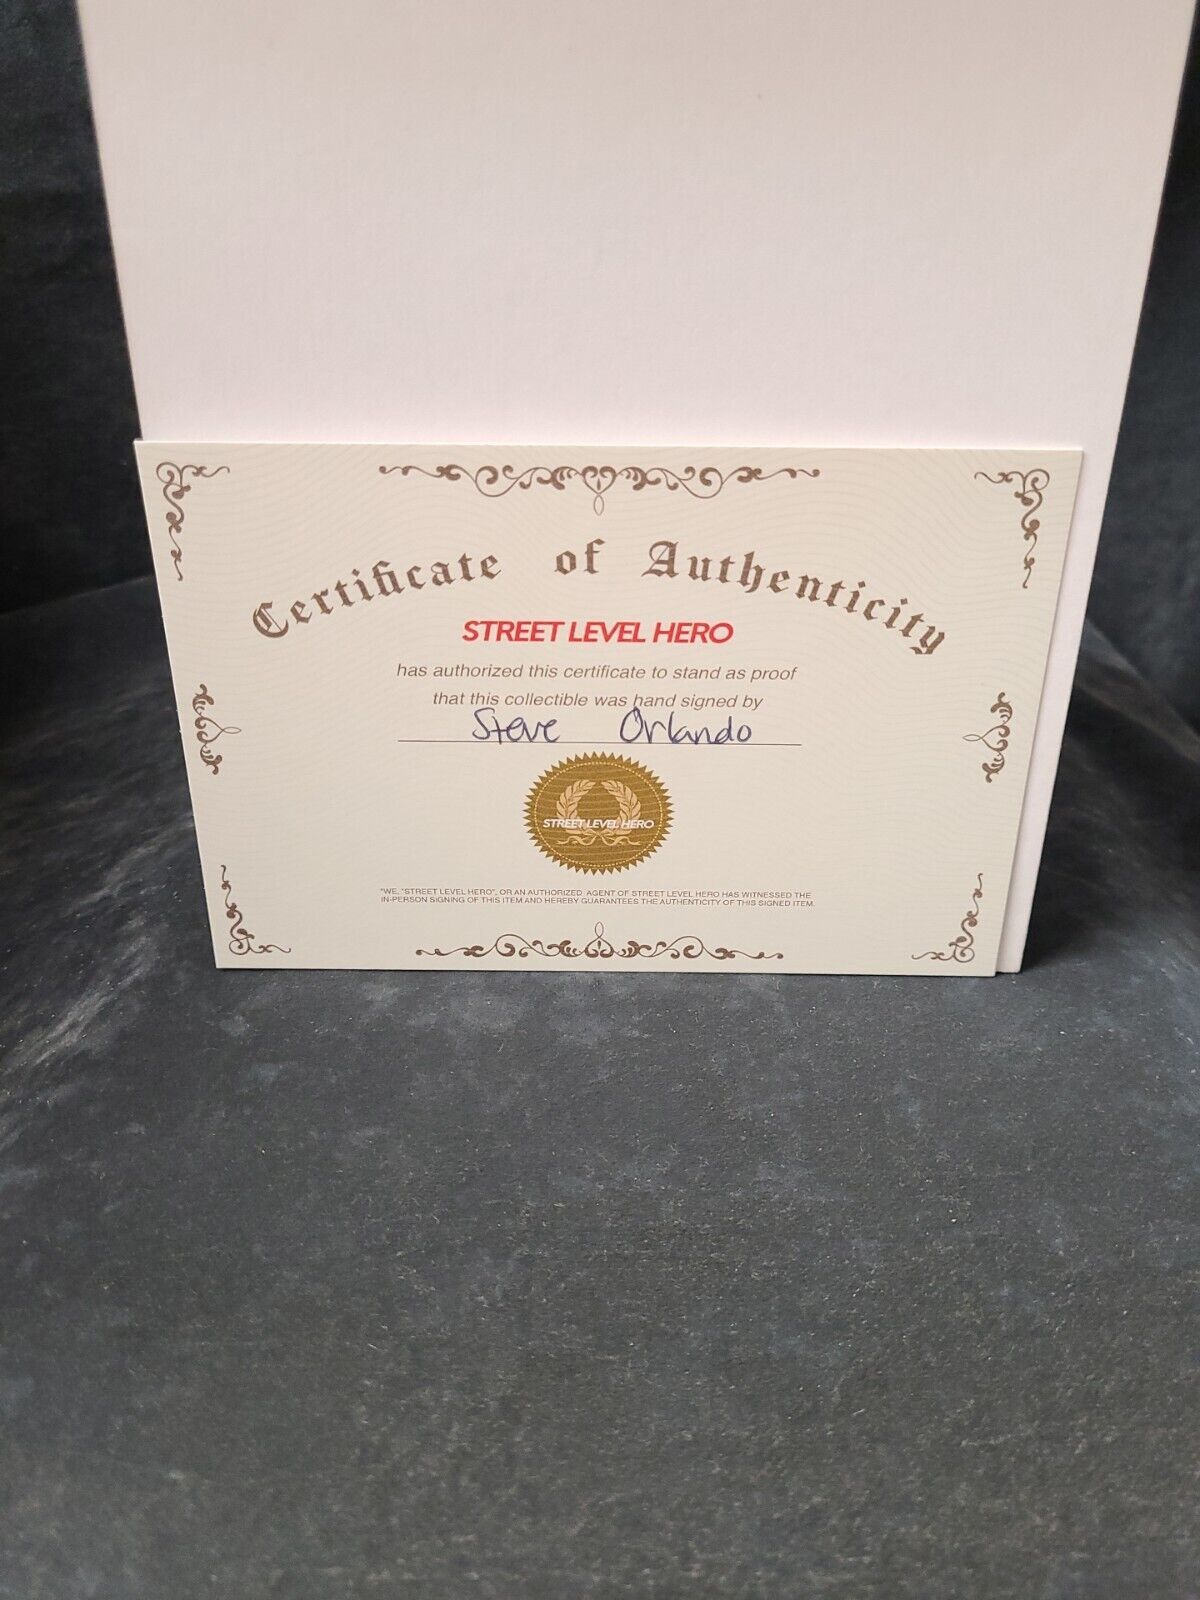 Certificate of Authenticity
STREET LEVEL HERO
has authorized this certificate to stand as proof
that this collectible was hand signed by
Steve Orlando
STREET LEVEL HERO
"WE, "STREET LEVEL HERO", OR AN AUTHORIZED AGENT OF STREET LEVEL HERO HAS WITNESSED THE
IN-PERSON SIGNING OF THIS ITEM AND HEREBY GUARANTEES THE AUTHENTICITY OF THIS SIGNED ITEM.